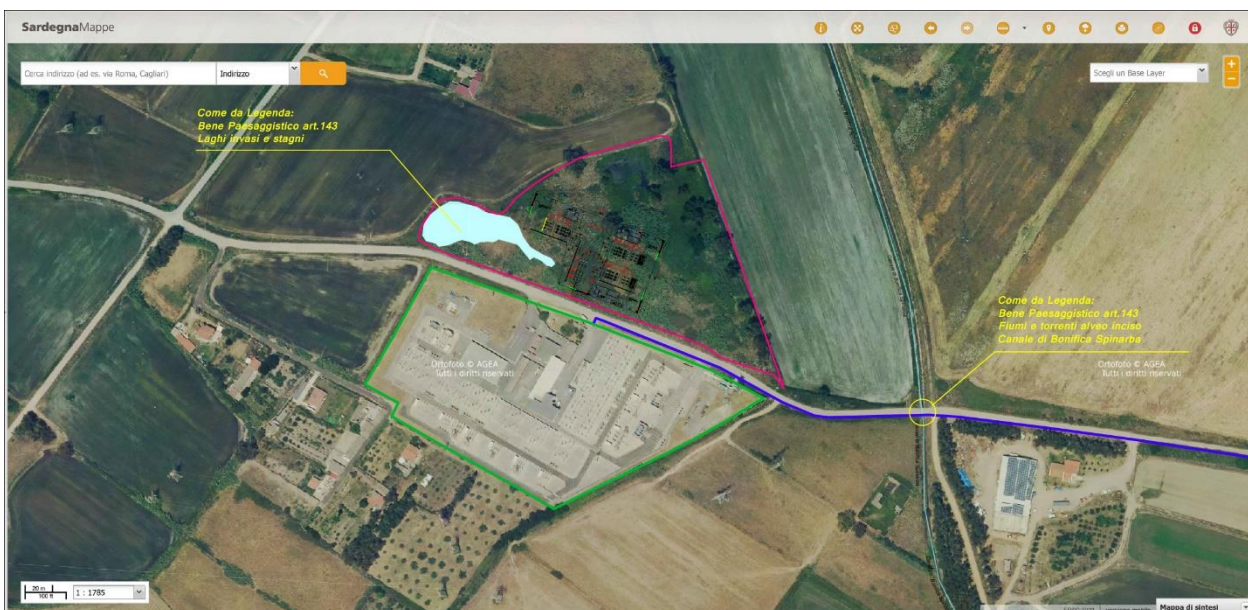 SardegnaMappe
Cerca indirizzo (ad es. via Roma, Cagliari)
Indirizzo
Scegli un Base Layer
Come da Legenda:
Bene Paesaggistico art.143
Laghi invasi e stagni
Come da Legenda:
Bene Paesaggistico art.143
Fiumi e torrenti alveo inciso
Canale di Bonifica Spinarba
Ortofoto © AGEA
Tutti i diritti riservati
Ortofoto © AGEA
Tutti i diritti riservati
20 m
100 ft
1 : 1785
Mappa di sintesi